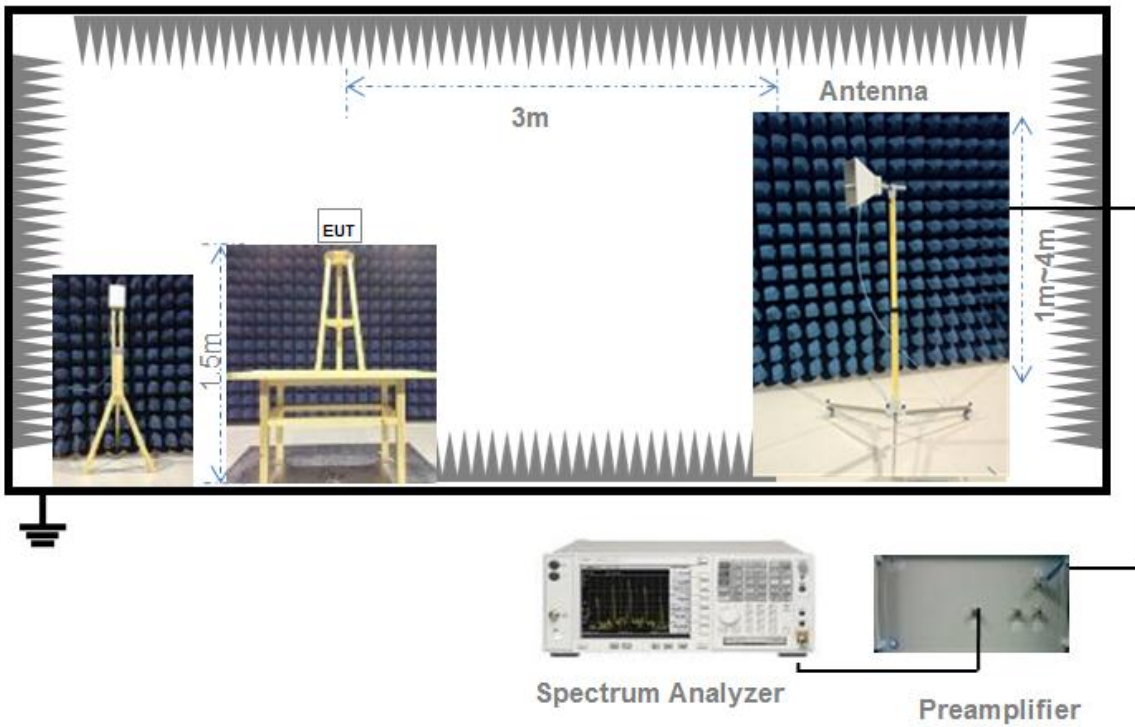 Antenna
3m
EUT
1.5m
1m~4m
Spectrum Analyzer
Preamplifier